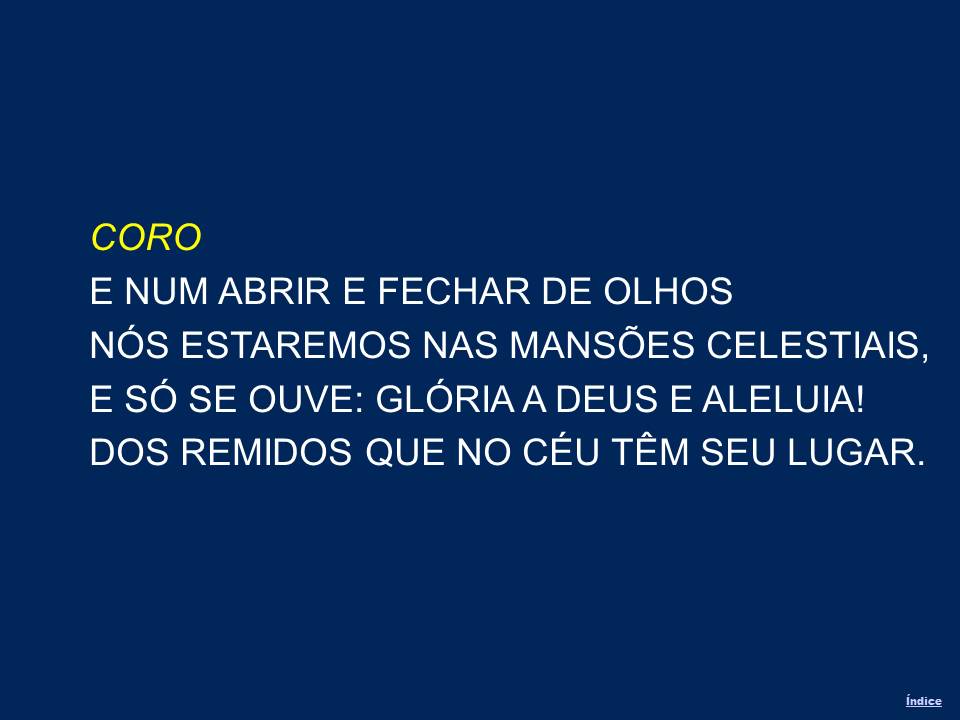 CORO
E NUM ABRIR E FECHAR DE OLHOS
NÓS ESTAREMOS NAS MANSÕES CELESTIAIS,
E SÓ SE OUVE: GLÓRIA A DEUS E ALELUIA!
DOS REMIDOS QUE NO CÉU TÊM SEU LUGAR.
Índice